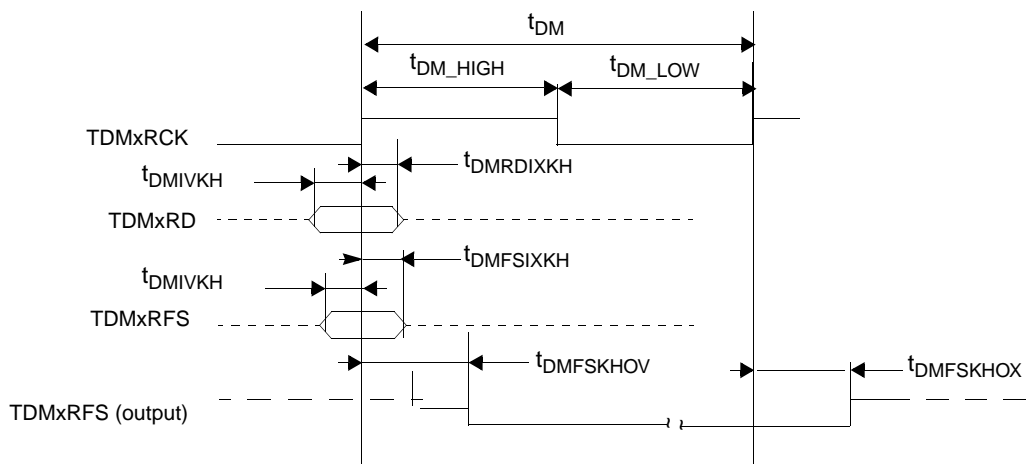 tDM
tDM_HIGH
tDM_LOW
TDMxRCK
tDMRDIXKH
tDMIVKH
TDMxRD
tDMFSIXKH
tDMIVKH
TDMxRFS
tDMFSKHOV
tDMFSKHOX
TDMxRFS (output)